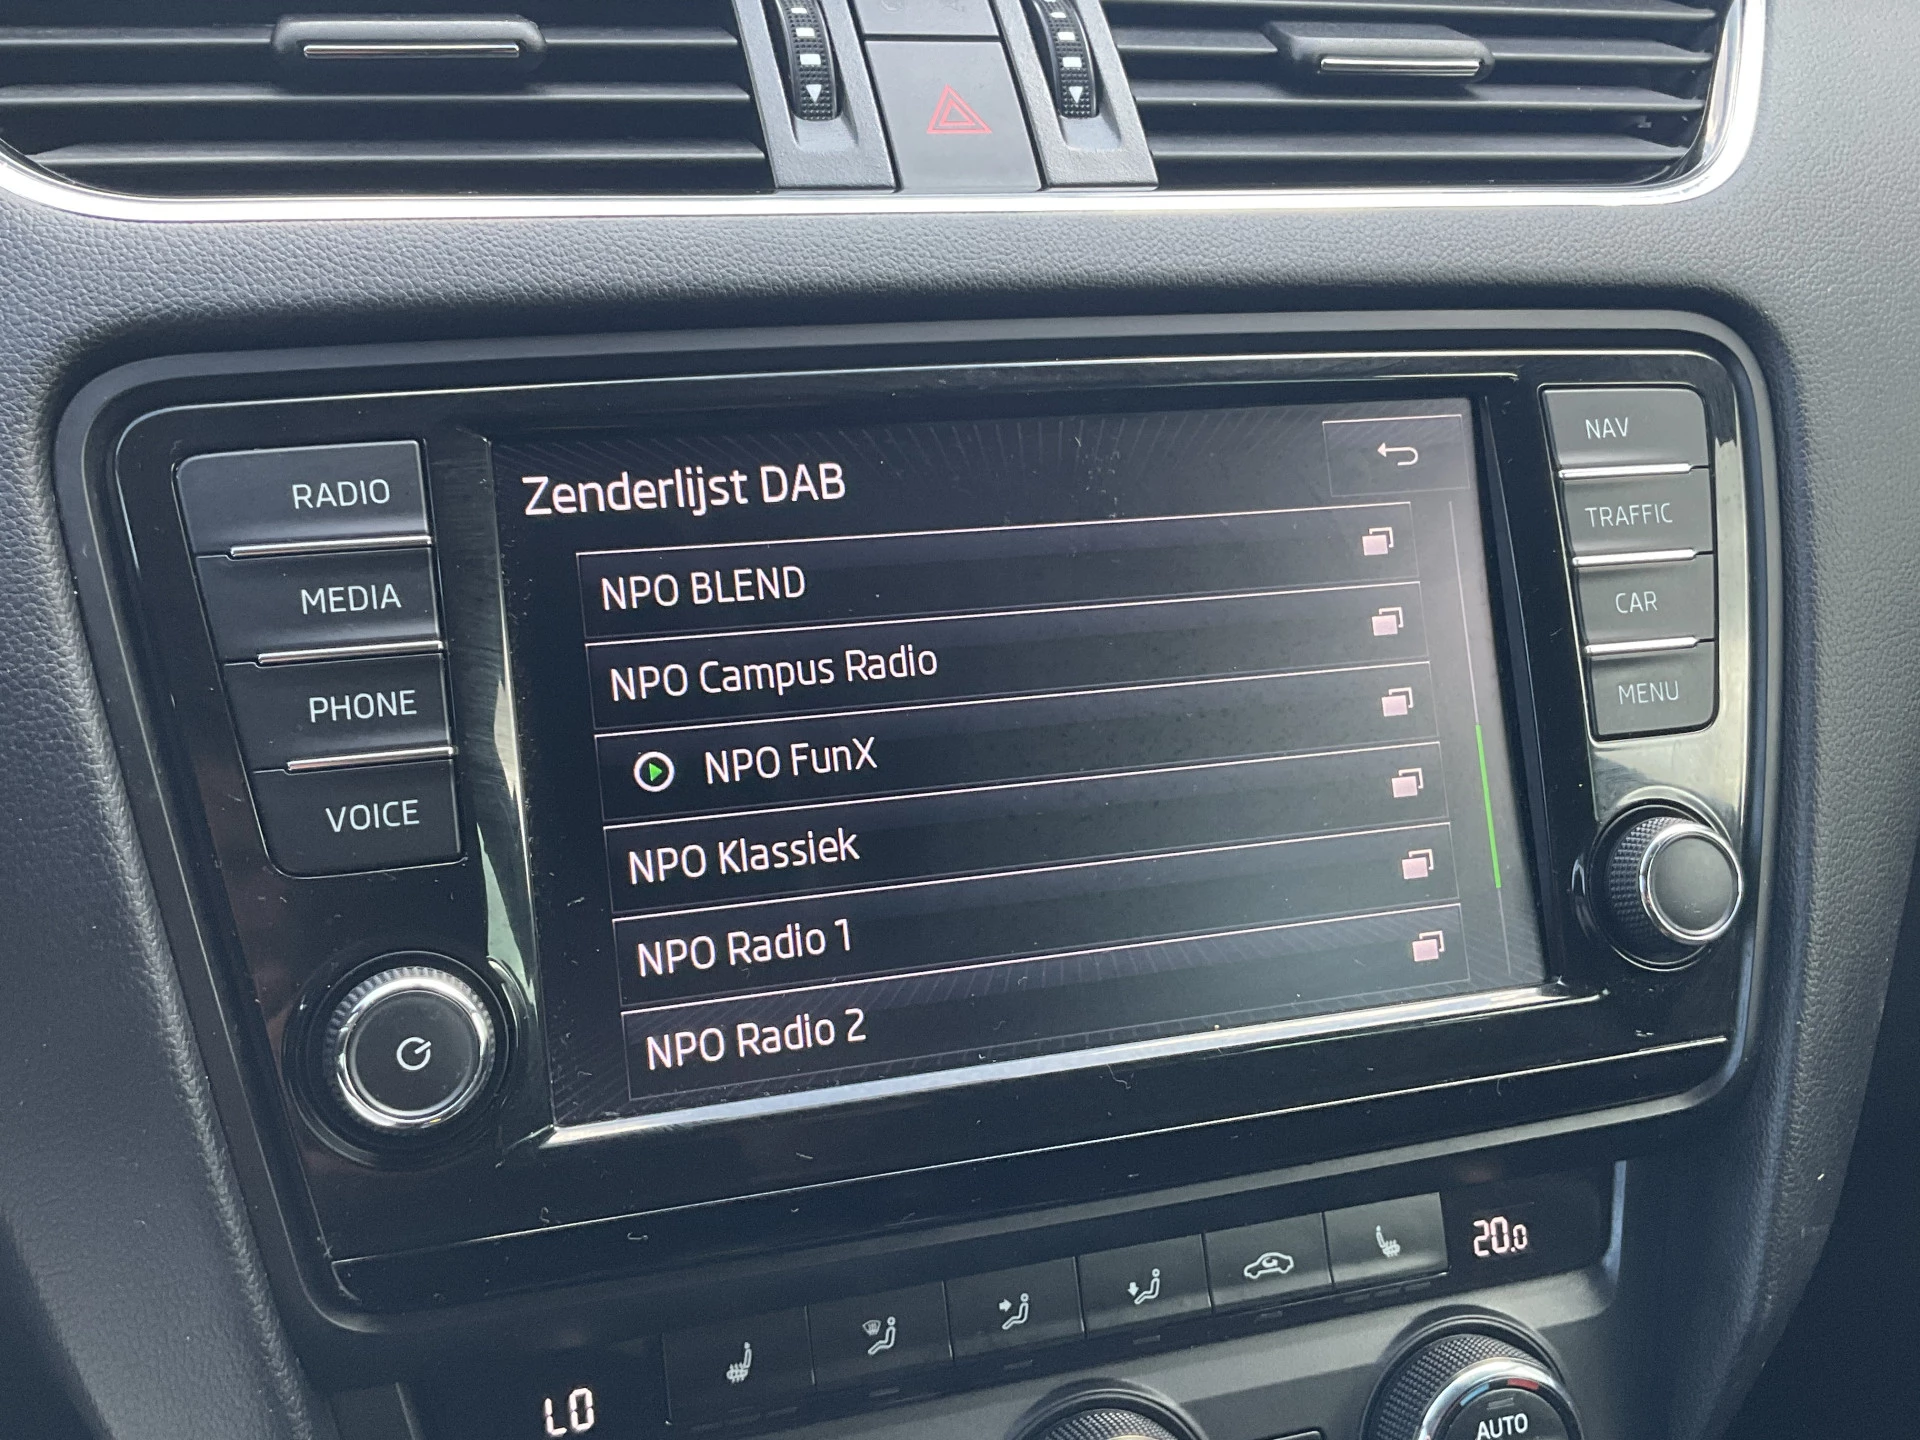 RADIO
MEDIA
PHONE
VOICE
Zenderlijst DAB
NPO BLEND
NPO Campus Radio
NPO FunX
NPO Klassiek
NPO Radio 1
NPO Radio 2
NAV
TRAFFIC
CAR
MENU
LO
20.0
AUTO